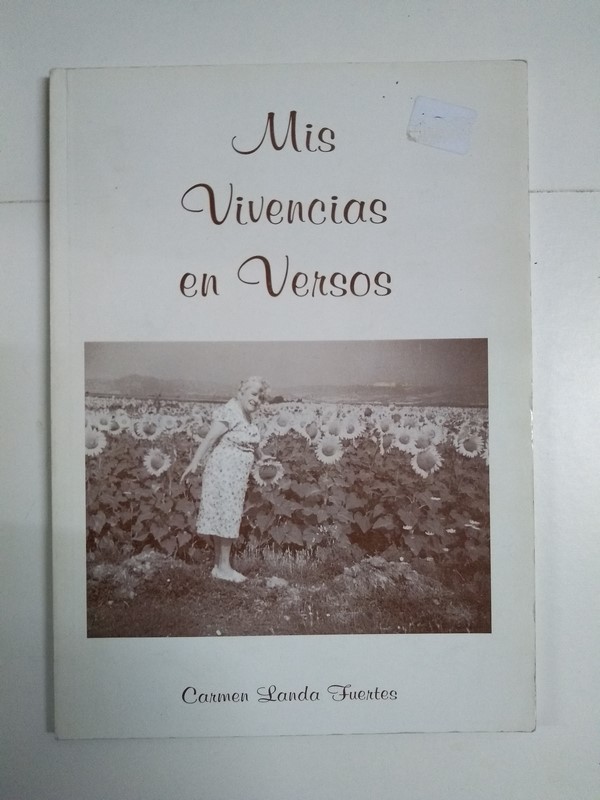 Mis
Vivencias
en Versos
Carmen Landa Fuertes